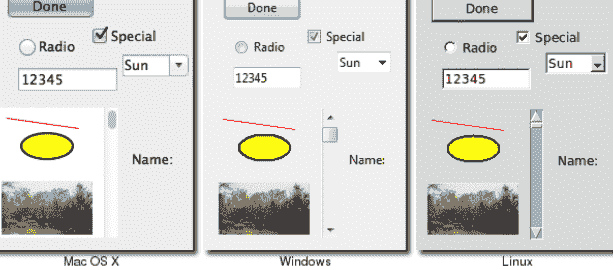 Done
Special
Radio
Sun
12345
Name:
Mac OS X
Done
Special
Radio
Sun
12345
Name:
Windows
Done
Special
Radio
Sun
12345
Name:
Linux